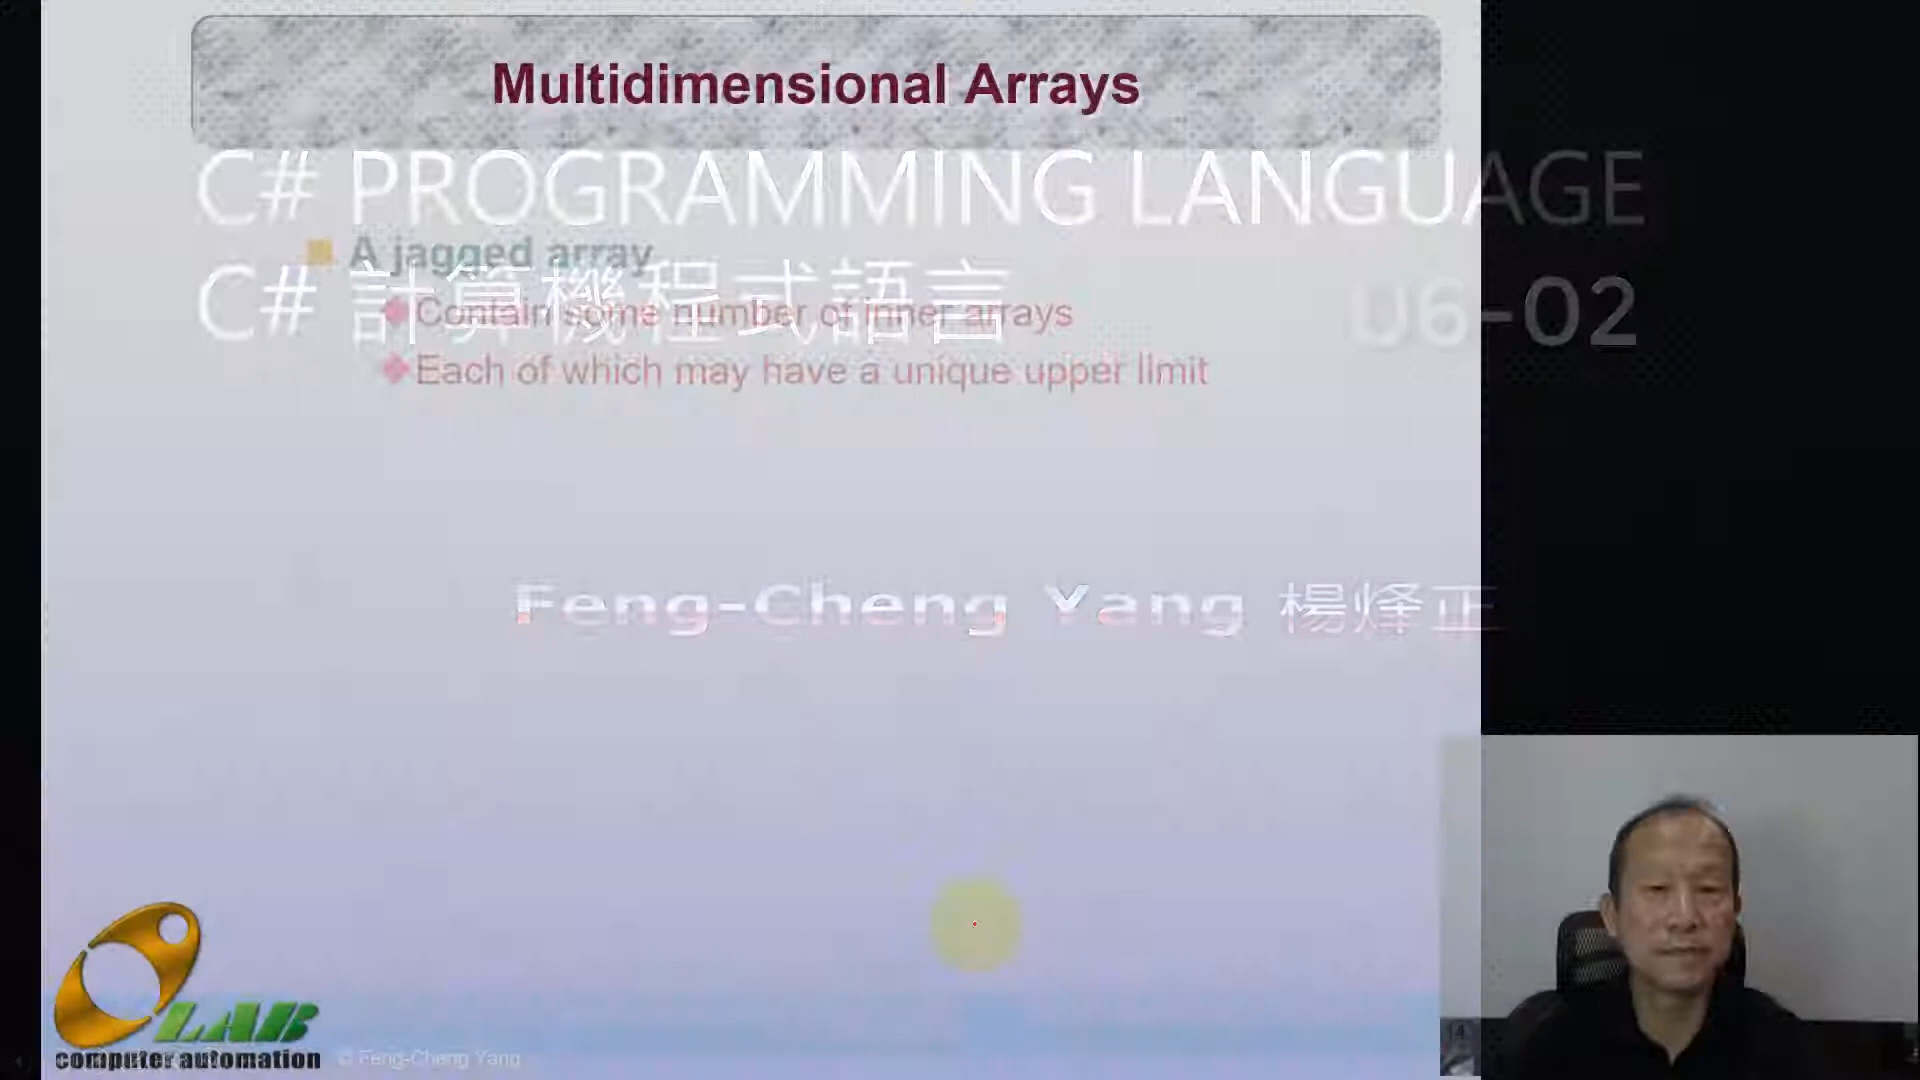 Multidimensional Arrays
C# PROGRAMMING LANGUAGE
A jagged array
C# 計算機程式語言
U6-02
Contain some number of inner arrays
Each of which may have a unique upper limit
Feng-Cheng Yang 楊烽正
LAB
computer automation
© Feng-Cheng Yang
14